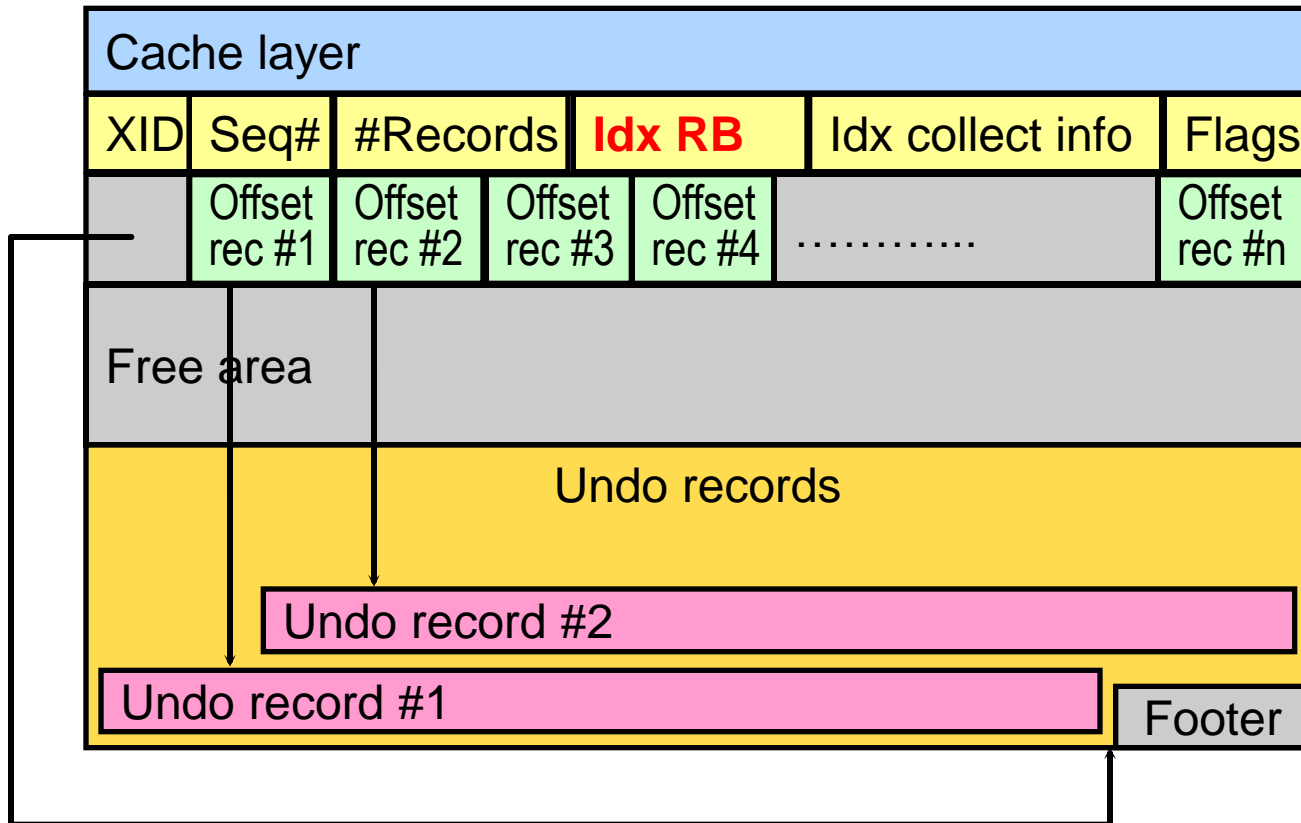 Cache layer
XID Seq# #Records Idx RB Idx collect info Flags
Offset Offset Offset Offset Offset
rec #1 rec #2 rec #3 rec #4 ………… rec #n
Free area
Undo records
Undo record #2
Undo record #1
Footer